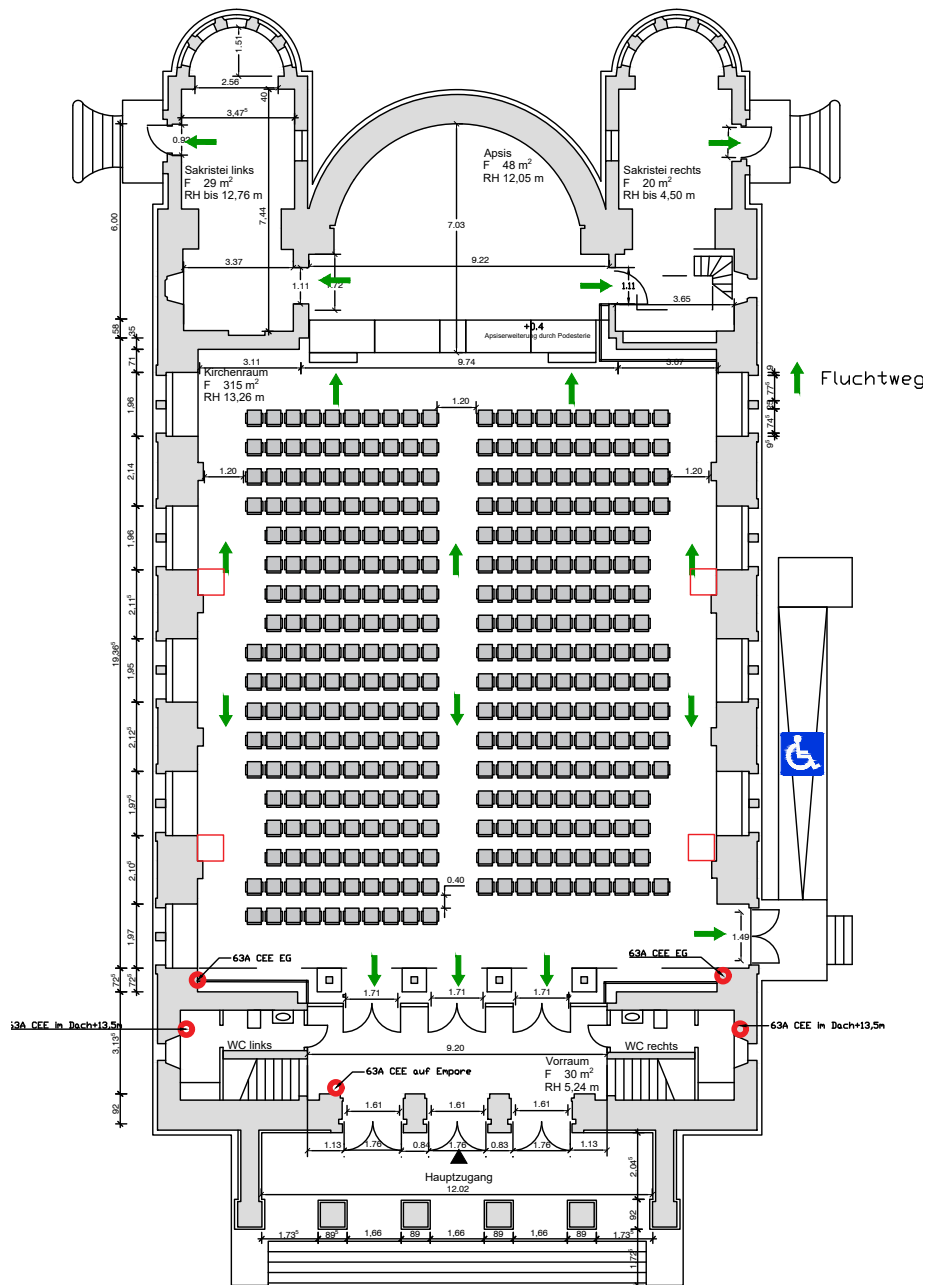 1.51
2.56
40
3,47⁵
0.92
Sakristei links
F 29 m²
RH bis 12,76 m
Apsis
F 48 m²
RH 12,05 m
Sakristei rechts
F 20 m²
RH bis 4,50 m
6,00
7,44
7.03
3.37
1.11
9.22
1.11
3.65
+0.4
Apsiserweiterung durch Podesterie
,58
,35
71
3.11
9.74
Kirchenraum
F 315 m²
RH 13,26 m
Fluchtweg
1.20
1,96
1.20
1.20
2,14
1,96
2,11⁵
19,36⁵
1,95
2,12⁵
1,97⁵
2,10⁵
0.40
1,97
1.49
63A CEE EG
63A CEE EG
72⁵
72⁵
1.71
1.71
1.71
63A CEE im Dach+13,5m
63A CEE im Dach+13,5m
3,13⁵
WC links
9.20
WC rechts
Vorraum
F 30 m²
RH 5,24 m
63A CEE auf Empore
92
1.61
1.61
1.61
1.13
1.76
0.84
1.76
0.83
1.76
1.13
Hauptzugang
12.02
2,04⁵
92
1.73⁵
89⁵
1,66
89
1,66
89
1,66
89
1.73⁵
1,72⁵